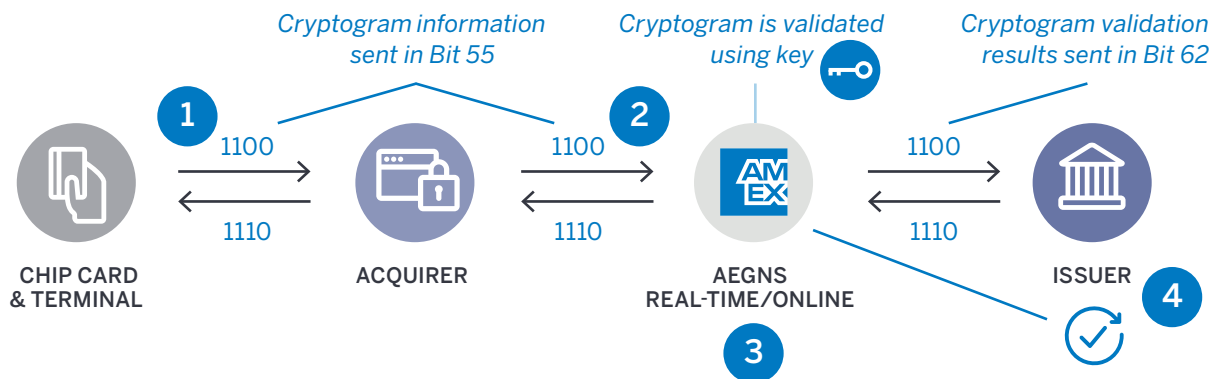 Cryptogram information
sent in Bit 55
Cryptogram is validated
using key
Cryptogram validation
results sent in Bit 62
1
2
1100
1100
1100
AM
EX
1110
1110
1110
CHIP CARD
& TERMINAL
ACQUIRER
AEGNS
REAL-TIME/ONLINE
ISSUER
3
4